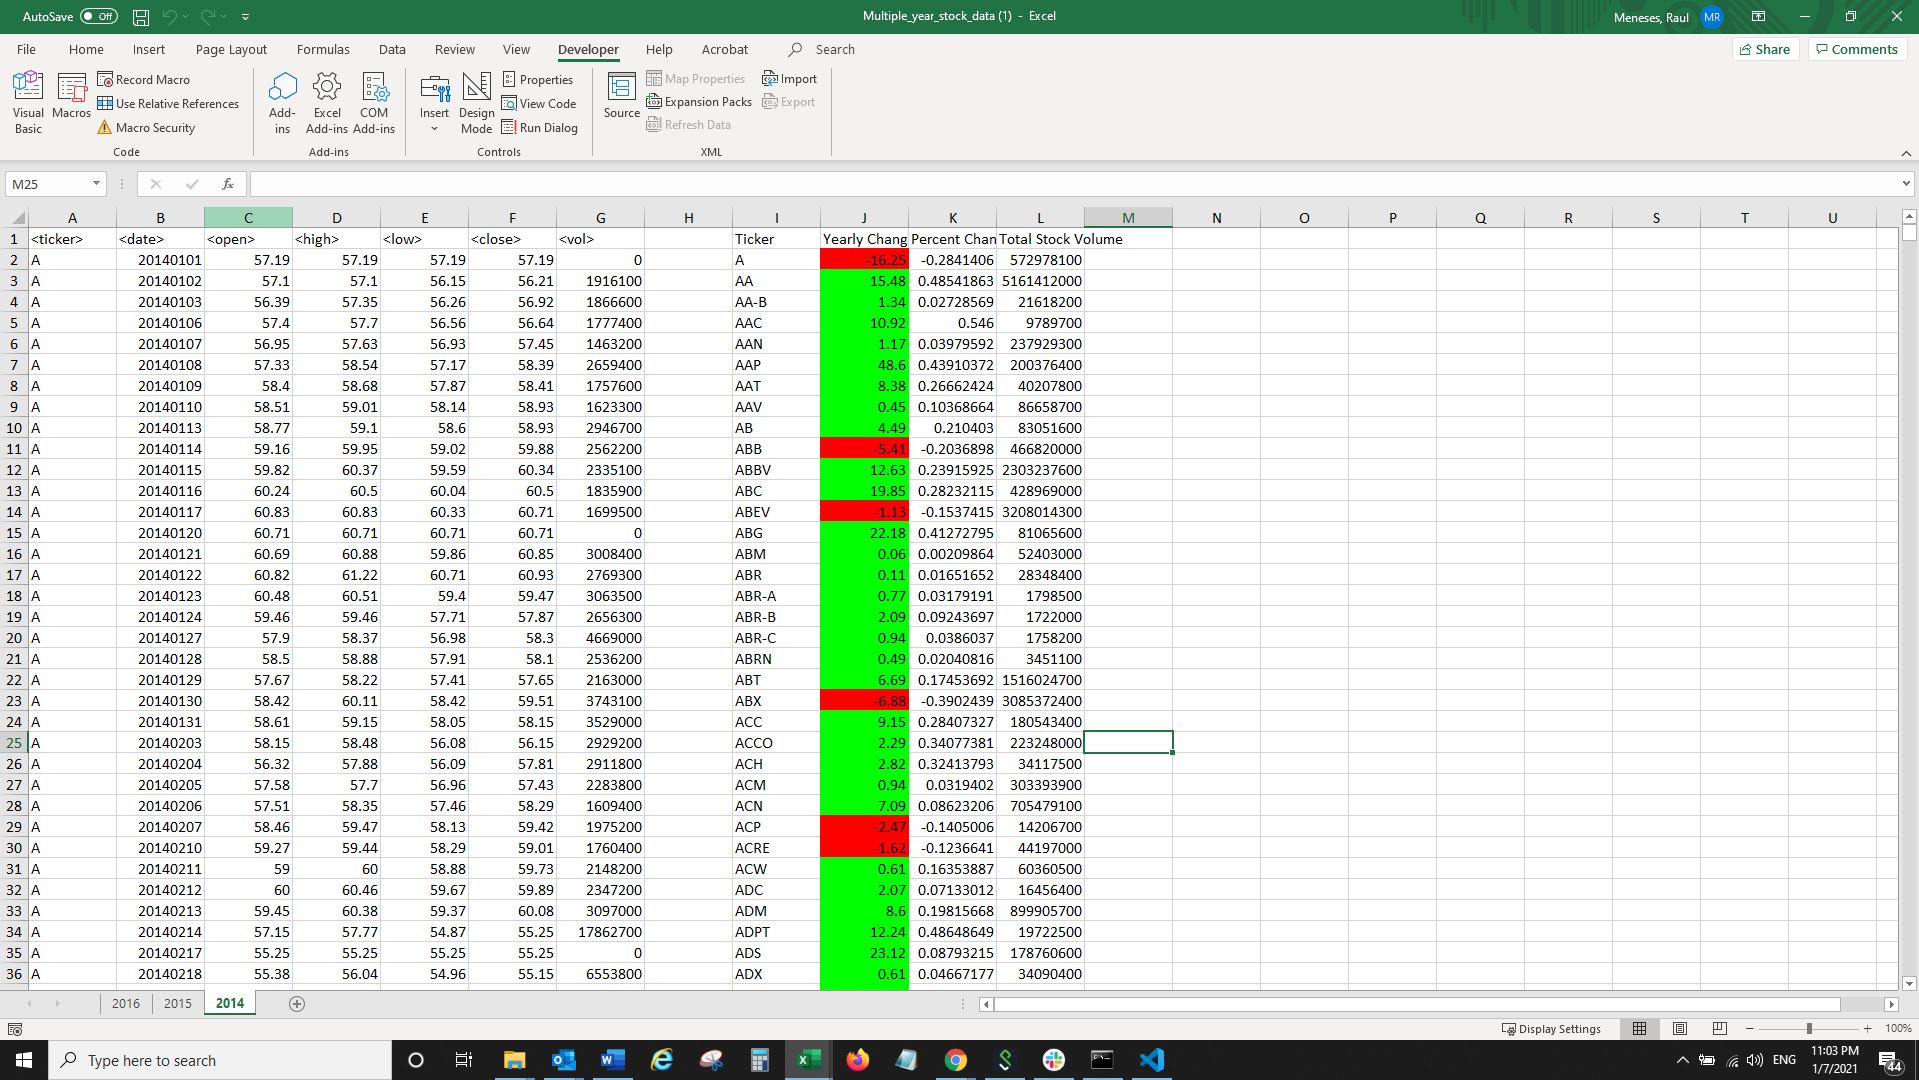 AutoSave Off Multiple_year_stock_data (1) - Excel Meneses, Raul MR
File Home Insert Page Layout Formulas Data Review View Developer Help Acrobat Search Share Comments
Visual Basic Macros Record Macro Use Relative References Macro Security Add-ins Excel Add-ins COM Add-ins Insert Design Mode Properties View Code Run Dialog Source Map Properties Expansion Packs Refresh Data Import Export
Code Add-ins Controls XML
M25 fx
A B C D E F G H I J K L M N O P Q R S T U
1 <ticker> <date> <open> <high> <low> <close> <vol> Ticker Yearly Chang Percent Chan Total Stock Volume
2 A 20140101 57.19 57.19 57.19 57.19 0 A -16.25 -0.2841406 572978100
3 A 20140102 57.1 57.1 56.15 56.21 1916100 AA 15.48 0.48541863 5161412000
4 A 20140103 56.39 57.35 56.26 56.92 1866600 AA-B 1.34 0.02728569 21618200
5 A 20140106 57.4 57.7 56.56 56.64 1777400 AAC 10.92 0.546 9789700
6 A 20140107 56.95 57.63 56.93 57.45 1463200 AAN 1.17 0.03979592 237929300
7 A 20140108 57.33 58.54 57.17 58.39 2659400 AAP 48.6 0.43910372 200376400
8 A 20140109 58.4 58.68 57.87 58.41 1757600 AAT 8.38 0.26662424 40207800
9 A 20140110 58.51 59.01 58.14 58.93 1623300 AAV 0.45 0.10368664 86658700
10 A 20140113 58.77 59.1 58.6 58.93 2946700 AB 4.49 0.210403 83051600
11 A 20140114 59.16 59.95 59.02 59.88 2562200 ABB -5.41 -0.2036898 466820000
12 A 20140115 59.82 60.37 59.59 60.34 2335100 ABBV 12.63 0.23915925 2303237600
13 A 20140116 60.24 60.5 60.04 60.5 1835900 ABC 19.85 0.28232115 428969000
14 A 20140117 60.83 60.83 60.33 60.71 1699500 ABEV -1.13 -0.1537415 3208014300
15 A 20140120 60.71 60.71 60.71 60.71 0 ABG 22.18 0.41272795 81065600
16 A 20140121 60.69 60.88 59.86 60.85 3008400 ABM 0.06 0.00209864 52403000
17 A 20140122 60.82 61.22 60.71 60.93 2769300 ABR 0.11 0.01651652 28348400
18 A 20140123 60.48 60.51 59.4 59.47 3063500 ABR-A 0.77 0.03179191 1798500
19 A 20140124 59.46 59.46 57.71 57.87 2656300 ABR-B 2.09 0.09243697 1722000
20 A 20140127 57.9 58.37 56.98 58.3 4669000 ABR-C 0.94 0.0386037 1758200
21 A 20140128 58.5 58.88 57.91 58.1 2536200 ABRN 0.49 0.02040816 3451100
22 A 20140129 57.67 58.22 57.41 57.65 2163000 ABT 6.69 0.17453692 1516024700
23 A 20140130 58.42 60.11 58.42 59.51 3743100 ABX -6.88 -0.3902439 3085372400
24 A 20140131 58.61 59.15 58.05 58.15 3529000 ACC 9.15 0.28407327 180543400
25 A 20140203 58.15 58.48 56.08 56.15 2929200 ACCO 2.29 0.34077381 223248000
26 A 20140204 56.32 57.88 56.09 57.81 2911800 ACH 2.82 0.32413793 34117500
27 A 20140205 57.58 57.7 56.96 57.43 2283800 ACM 0.94 0.0319402 303393900
28 A 20140206 57.51 58.35 57.46 58.29 1609400 ACN 7.09 0.08623206 705479100
29 A 20140207 58.46 59.47 58.13 59.42 1975200 ACP -2.47 -0.1405006 14206700
30 A 20140210 59.27 59.44 58.29 59.01 1760400 ACRE -1.62 -0.1236641 44197000
31 A 20140211 59 60 58.88 59.73 2148200 ACW 0.61 0.16353887 60360500
32 A 20140212 60 60.46 59.67 59.89 2347200 ADC 2.07 0.07133012 16456400
33 A 20140213 59.45 60.38 59.37 60.08 3097000 ADM 8.6 0.19815668 899905700
34 A 20140214 57.15 57.77 54.87 55.25 17862700 ADPT 12.24 0.48648649 19722500
35 A 20140217 55.25 55.25 55.25 55.25 0 ADS 23.12 0.08793215 178760600
36 A 20140218 55.38 56.04 54.96 55.15 6553800 ADX 0.61 0.04667177 34090400
2016 2015 2014
Display Settings 100%
Type here to search ENG 11:03 PM 1/7/2021 44